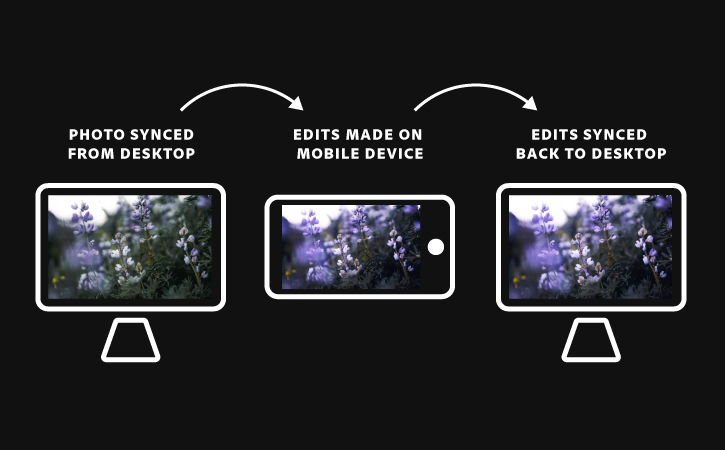 PHOTO SYNCED
FROM DESKTOP
EDITS MADE ON
MOBILE DEVICE
EDITS SYNCED
BACK TO DESKTOP